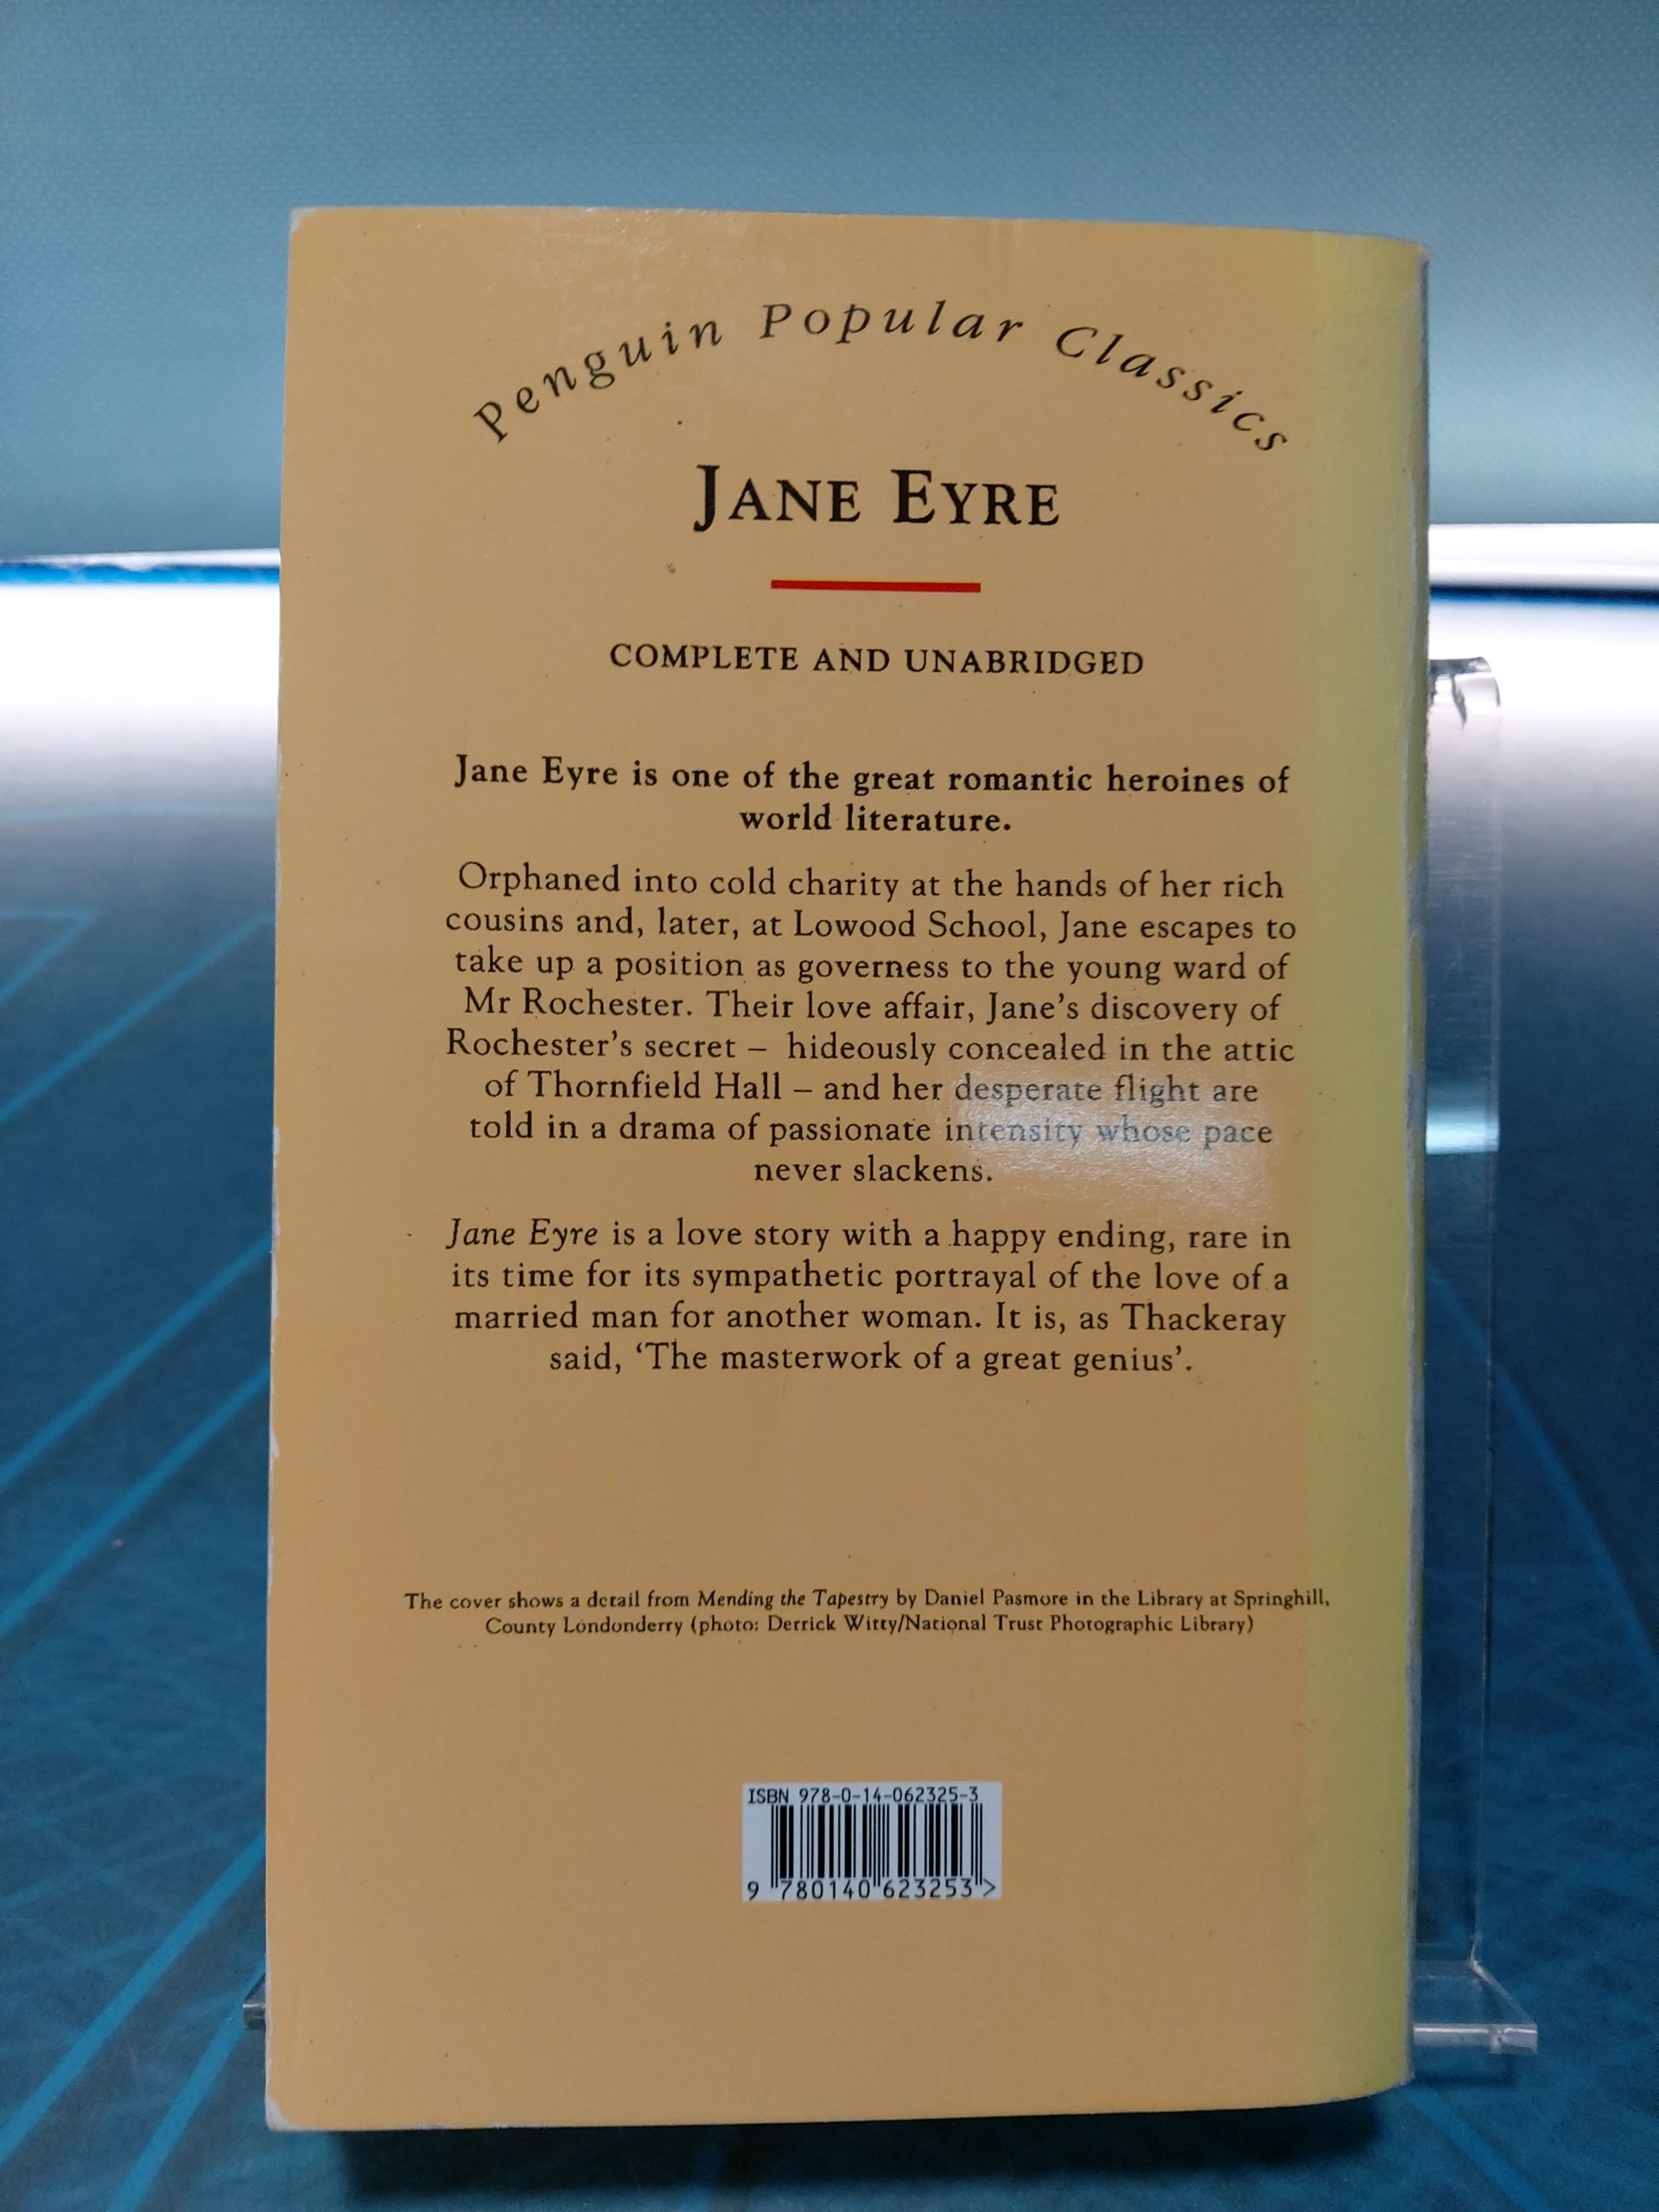 Penguin Popular Classics
JANE EYRE
COMPLETE AND UNABRIDGED
Jane Eyre is one of the great romantic heroines of
world literature.
Orphaned into cold charity at the hands of her rich
cousins and, later, at Lowood School, Jane escapes to
take up a position as governess to the young ward of
Mr Rochester. Their love affair, Jane's discovery of
Rochester's secret – hideously concealed in the attic
of Thornfield Hall – and her desperate flight are
told in a drama of passionate intensity whose pace
never slackens.
Jane Eyre is a love story with a happy ending, rare in
its time for its sympathetic portrayal of the love of a
married man for another woman. It is, as Thackeray
said, ‘The masterwork of a great genius’.
The cover shows a detail from Mending the Tapestry by Daniel Pasmore in the Library at Springhill,
County Londonderry (photo: Derrick Witty/National Trust Photographic Library)
ISBN 978-0-14-062325-3
9 780140 623253 >